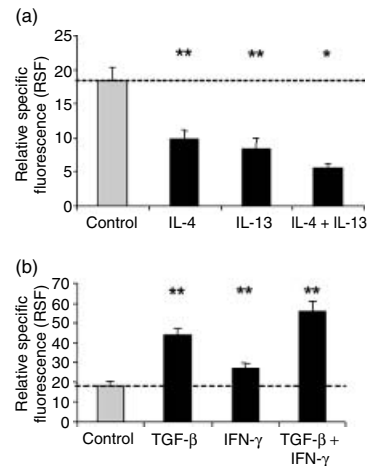 (a)
Relative specific
fluorescence (RSF)
25
20
15
10
5
0
** ** *
Control IL-4 IL-13 IL-4 + IL-13
(b)
Relative specific
fluorescence (RSF)
70
60
50
40
30
20
10
0
** ** **
Control TGF-β IFN-γ TGF-β +
IFN-γ